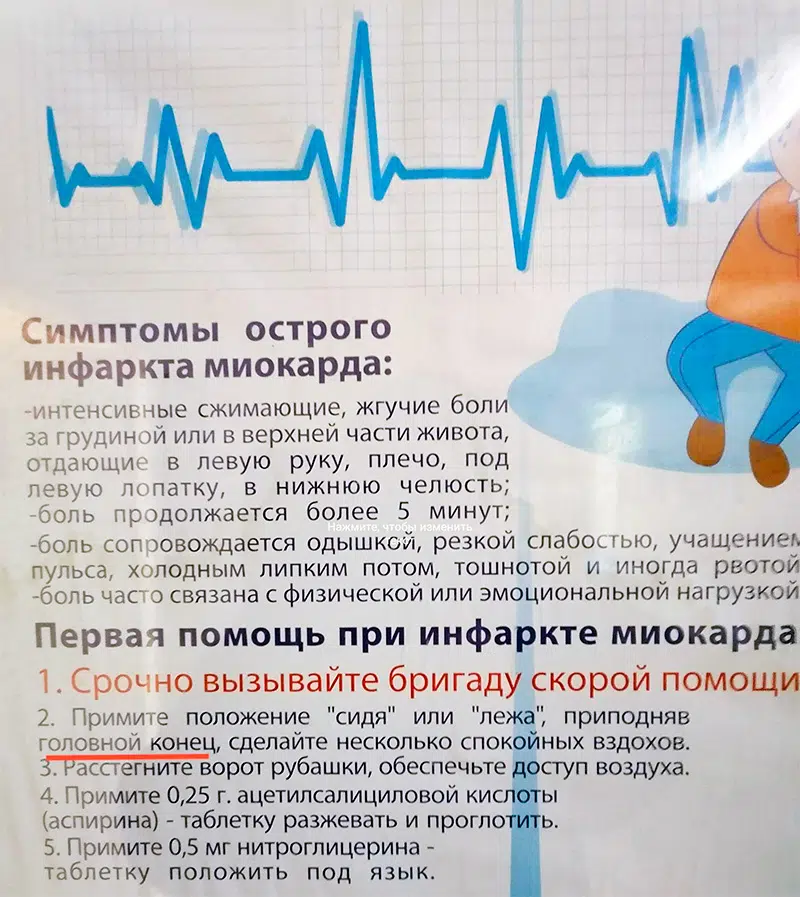 Симптомы острого
инфаркта миокарда:
-интенсивные сжимающие, жгучие боли
за грудиной или в верхней части живота,
отдающие в левую руку, плечо, под
левую лопатку, в нижнюю челюсть;
-боль продолжается более 5 минут;
Нажмите, чтобы изменить
-боль сопровождается одышкой, резкой слабостью, учащением
пульса, холодным липким потом, тошнотой и иногда рвотой
-боль часто связана с физической или эмоциональной нагрузкой
Первая помощь при инфаркте миокарда
1. Срочно вызывайте бригаду скорой помощи
2. Примите положение "сидя" или "лежа", приподняв
головной конец, сделайте несколько спокойных вздохов.
3. Расстегните ворот рубашки, обеспечьте доступ воздуха.
4. Примите 0,25 г. ацетилсалициловой кислоты
(аспирина) - таблетку разжевать и проглотить.
5. Примите 0,5 мг нитроглицерина -
таблетку положить под язык.